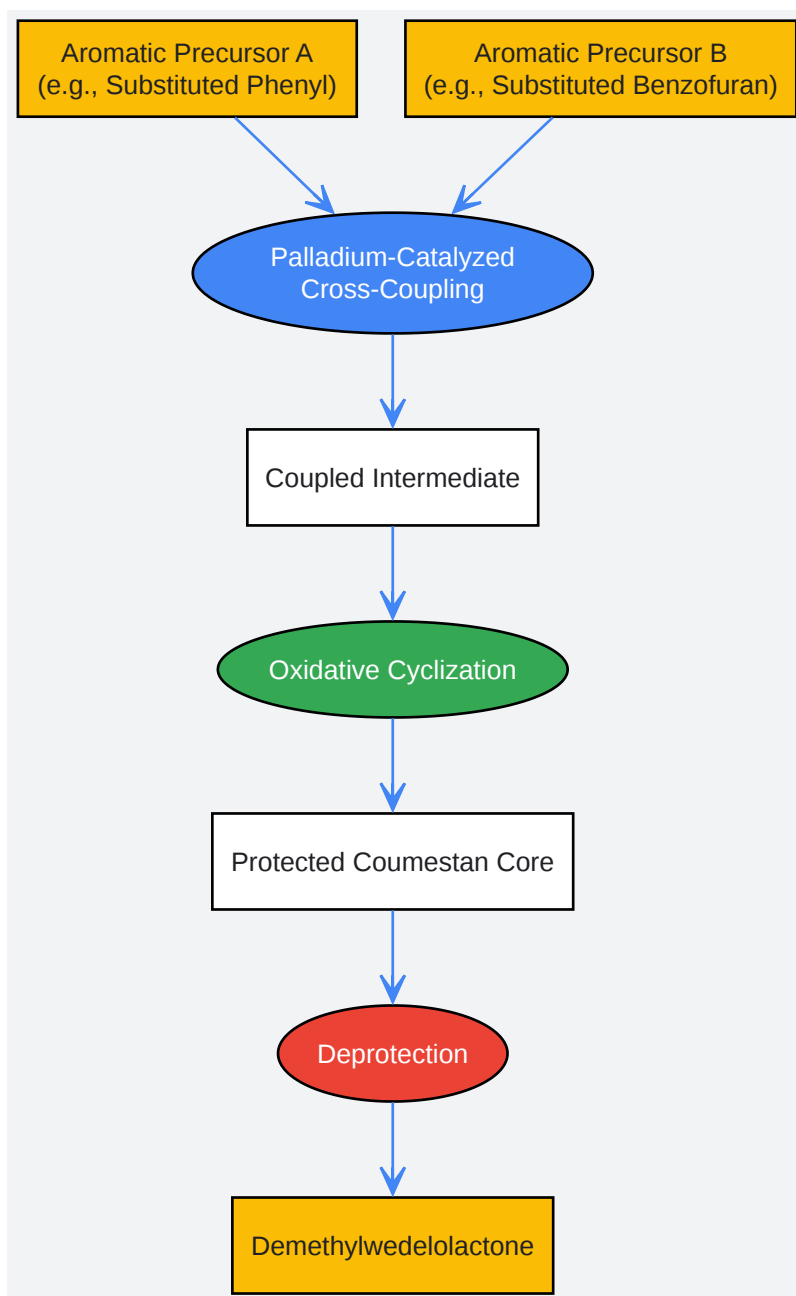 Aromatic Precursor A
(e.g., Substituted Phenyl)
Aromatic Precursor B
(e.g., Substituted Benzofuran)
Palladium-Catalyzed
Cross-Coupling
Coupled Intermediate
Oxidative Cyclization
Protected Coumestan Core
Deprotection
Demethylwedelolactone